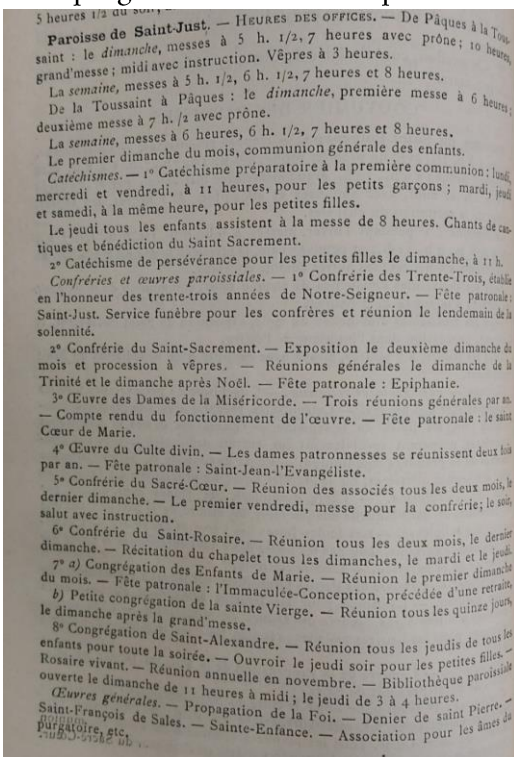 5 heures 1/2 du soir,
Paroisse de Saint-Just. — HEURES DES OFFICES. — De Pâques à la Tous-
saint : le dimanche, messes à 5 h. 1/2, 7 heures avec prône; 10 heures,
grand'messe; midi avec instruction. Vêpres à 3 heures.
La semaine, messes à 5 h. 1/2, 6 h. 1/2, 7 heures et 8 heures.
De la Toussaint à Pâques : le dimanche, première messe à 6 heures;
deuxième messe à 7 h. /2 avec prône.
La semaine, messes à 6 heures, 6 h. 1/2, 7 heures et 8 heures.
Le premier dimanche du mois, communion générale des enfants.
Catéchismes. — 1º Catéchisme préparatoire à la première communion : lundi,
mercredi et vendredi, à 11 heures, pour les petits garçons ; mardi, jeudi
et samedi, à la même heure, pour les petites filles.
Le jeudi tous les enfants assistent à la messe de 8 heures. Chants de can-
tiques et bénédiction du Saint Sacrement.
2º Catéchisme de persévérance pour les petites filles le dimanche, à 11 h.
Confréries et œuvres paroissiales. — 1º Confrérie des Trente-Trois, établie
en l'honneur des trente-trois années de Notre-Seigneur. — Fête patronale :
Saint-Just. Service funèbre pour les confrères et réunion le lendemain de la
solennité.
2º Confrérie du Saint-Sacrement. — Exposition le deuxième dimanche du
mois et procession à vêpres. — Réunions générales le dimanche de la
Trinité et le dimanche après Noël. — Fête patronale : Epiphanie.
3º Œuvre des Dames de la Miséricorde. — Trois réunions générales par an.
— Compte rendu du fonctionnement de l'œuvre. — Fête patronale : le saint
Cœur de Marie.
4º Œuvre du Culte divin. — Les dames patronnesses se réunissent deux fois
par an. — Fête patronale : Saint-Jean-l'Evangéliste.
5º Confrérie du Sacré-Cœur. — Réunion des associés tous les deux mois, le
dernier dimanche. — Le premier vendredi, messe pour la confrérie; le soir,
salut avec instruction.
6º Confrérie du Saint-Rosaire. — Réunion tous les deux mois, le dernier
dimanche. — Récitation du chapelet tous les dimanches, le mardi et le jeudi.
7º a) Congrégation des Enfants de Marie. — Réunion le premier dimanche
du mois. — Fête patronale : l'Immaculée-Conception, précédée d'une retraite,
b) Petite congrégation de la sainte Vierge. — Réunion tous les quinze jours,
le dimanche après la grand'messe.
8º Congrégation de Saint-Alexandre. — Réunion tous les jeudis de tous les
enfants pour toute la soirée. — Ouvroir le jeudi soir pour les petites filles. —
Rosaire vivant. — Réunion annuelle en novembre. — Bibliothèque paroissiale
ouverte le dimanche de 11 heures à midi ; le jeudi de 3 à 4 heures.
Œuvres générales. — Propagation de la Foi. — Denier de saint Pierre. —
Saint-François de Sales. — Sainte-Enfance. — Association pour les âmes du
purgatoire, etc.